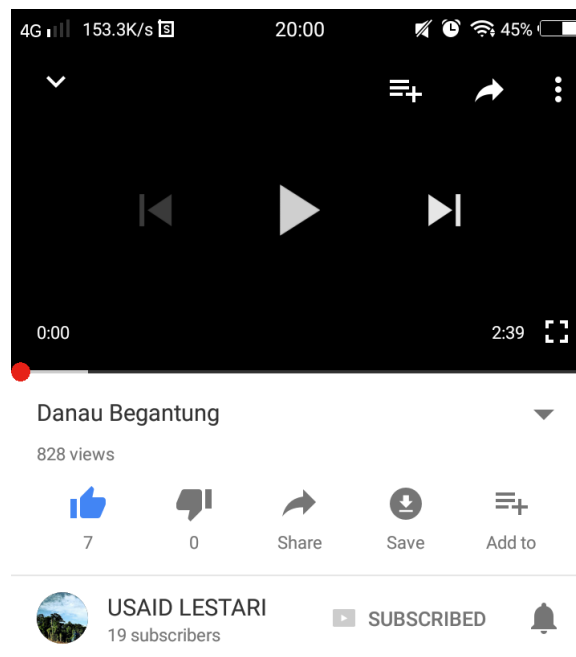 4G 153.3K/s 20:00 45%
0:00 2:39
Danau Begantung
828 views
7 0 Share Save Add to
USAID LESTARI SUBSCRIBED
19 subscribers